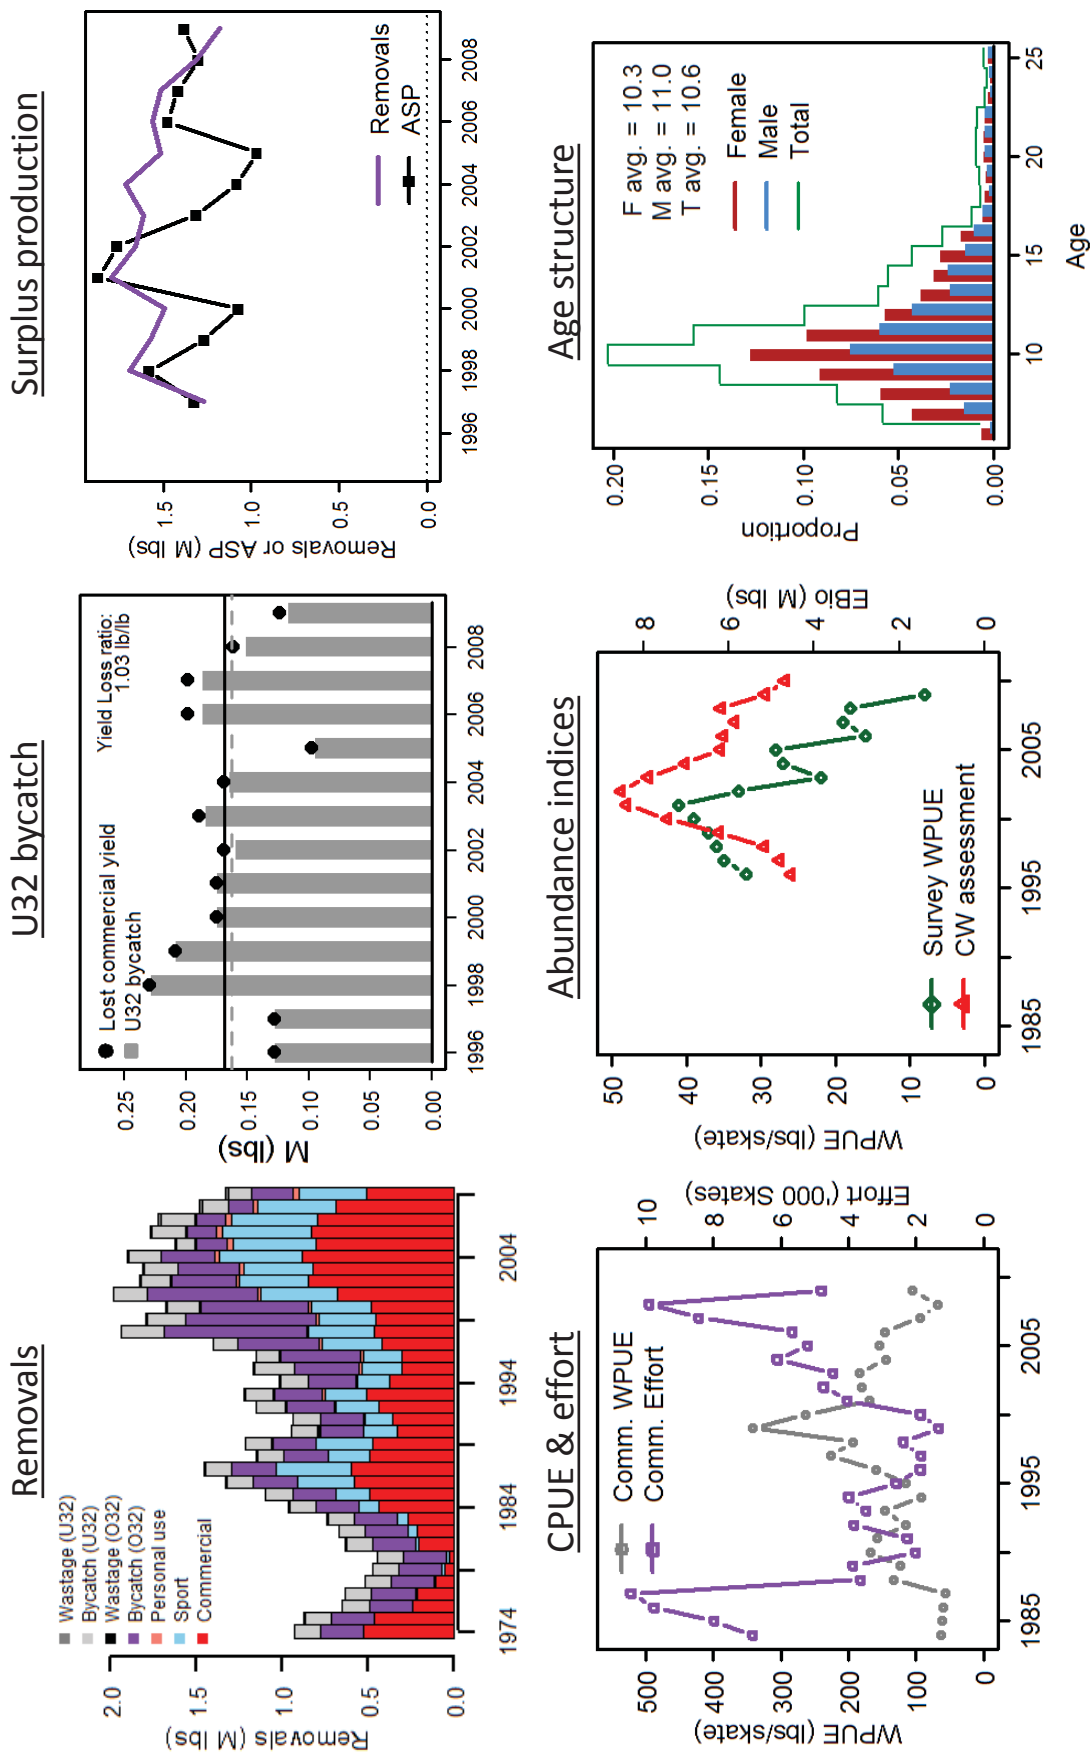 Removals
Wastage (U32)
Bycatch (U32)
Wastage (O32)
Bycatch (O32)
Personal use
Sport
Commercial
Removals (M lbs)
0.0
0.5
1.0
1.5
2.0
1974
1984
1994
2004
U32 bycatch
Lost commercial yield
U32 bycatch
Yield Loss ratio:
1.03 lb/lb
M (lbs)
0.00
0.05
0.10
0.15
0.20
0.25
1996
1998
2000
2002
2004
2006
2008
Surplus production
Removals or ASP (M lbs)
0.0
0.5
1.0
1.5
1996
1998
2000
2002
2004
2006
2008
Removals
ASP
CPUE & effort
Comm. WPUE
Comm. Effort
WPUE (lbs/skate)
0
100
200
300
400
500
Effort ('000 Skates)
0
2
4
6
8
10
1985
1995
2005
Abundance indices
WPUE (lbs/skate)
0
10
20
30
40
50
EBio (M lbs)
0
2
4
6
8
Survey WPUE
CW assessment
1985
1995
2005
Age structure
F avg. = 10.3
M avg. = 11.0
T avg. = 10.6
Female
Male
Total
Proportion
0.00
0.05
0.10
0.15
0.20
10
15
20
25
Age